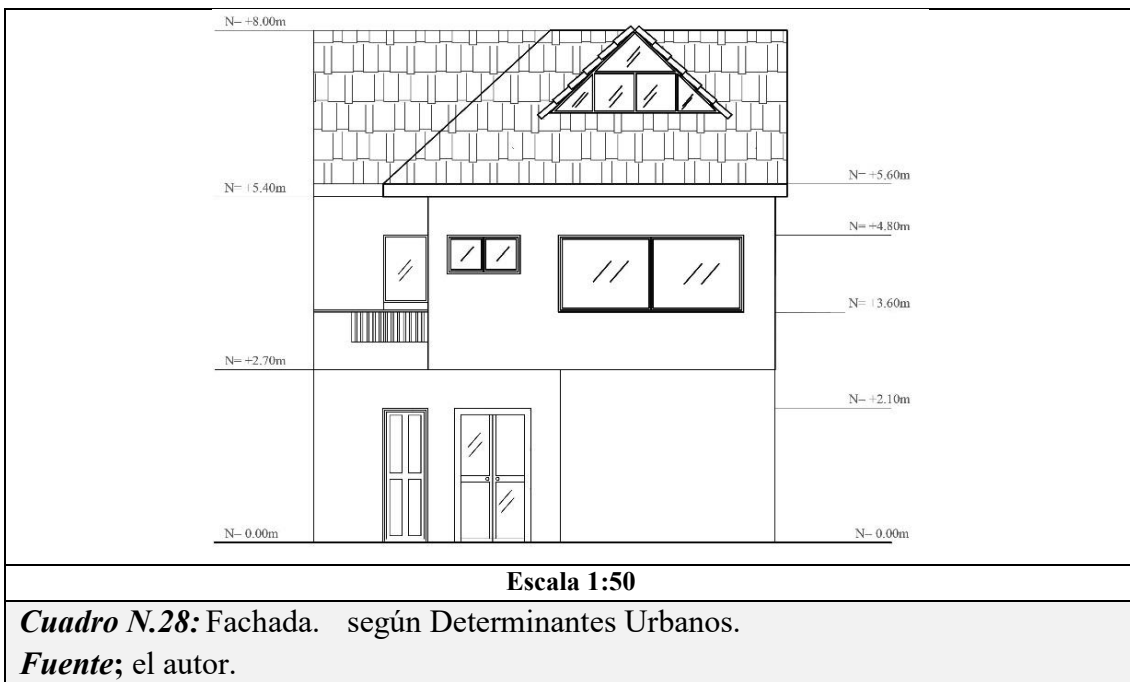 N= +8.00m
N= +5.40m
N= +5.60m
N= +4.80m
N= +3.60m
N= +2.70m
N= +2.10m
N= 0.00m
N= 0.00m
Escala 1:50
Cuadro N.28: Fachada. según Determinantes Urbanos.
Fuente; el autor.